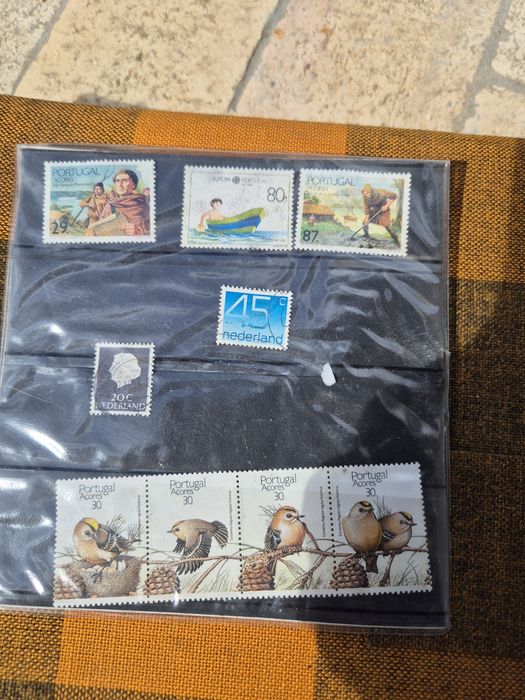 PORTUGAL
AÇORES
29.
EUROPA PORTUGAL
80
PORTUGAL
AÇORES
87.
45c
nederland
20 C
NEDERLAND
Portugal
Açores
30.
Portugal
Açores
30.
Portugal
Açores
30.
Portugal
Açores
30.